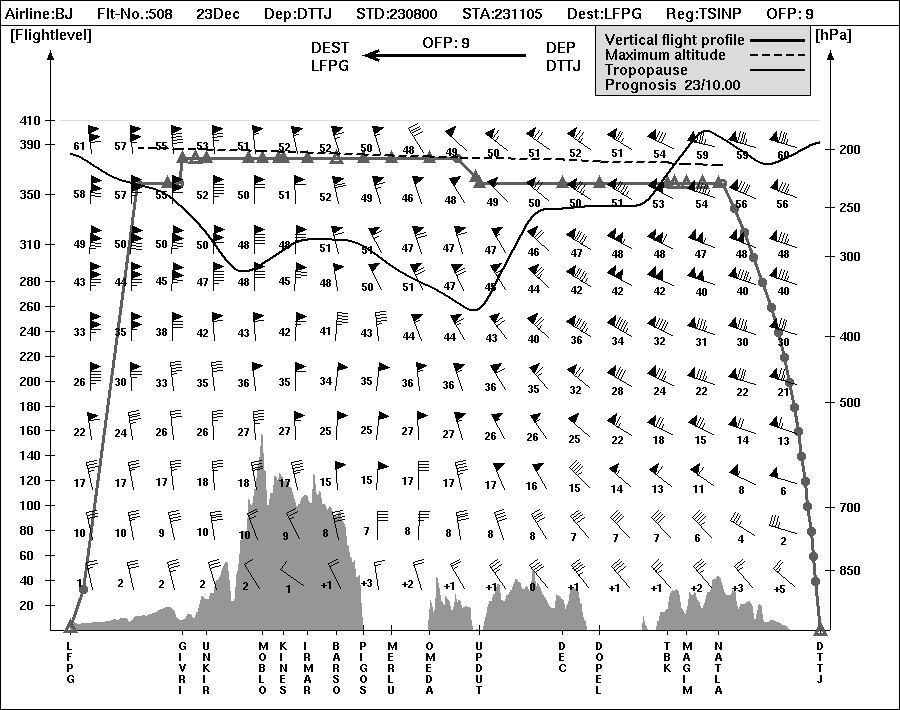 Airline:BJ Flt-No.:508 23Dec Dep:DTTJ STD:230800 STA:231105 Dest:LFPG Reg:TSINP OFP: 9
[Flightlevel] [hPa]
DEST OFP: 9 DEP
LFPG DTTJ
Vertical flight profile
Maximum altitude
Tropopause
Prognosis 23/10.00
410
390 61 57 55 53 51 52 52 50 48 49 50 51 52 51 54 59 59 60 200
350 58 57 55 52 50 51 52 49 46 48 49 50 50 51 53 54 56 56 250
310 49 50 50 50 48 48 51 51 47 47 47 46 47 48 48 47 48 48 300
280 43 44 45 47 48 45 48 50 51 47 45 44 42 42 42 40 40 40
260
240 33 35 38 42 43 42 41 43 44 44 43 40 36 34 32 31 30 30 400
220
200 26 30 33 35 36 35 34 35 36 36 36 35 32 28 24 22 22 21
180 500
160 22 24 26 26 27 27 25 25 27 27 26 26 25 22 18 15 14 13
140
120 17 17 17 18 18 17 15 15 17 17 17 16 15 14 13 11 8 6
100 700
80 10 10 9 10 10 9 8 7 8 8 8 8 7 7 7 6 4 2
60
40 1 2 2 2 2 1 +1 +3 +2 +1 +1 0 +1 +1 +1 +2 +3 +5 850
20
LFPG GIVRI UNKIR MOBLO KINES IRMAR BARSO PIGOS MERLU OMEDA UPDUT DEC DOPEL TBK MAGIM NATLA DTTJ